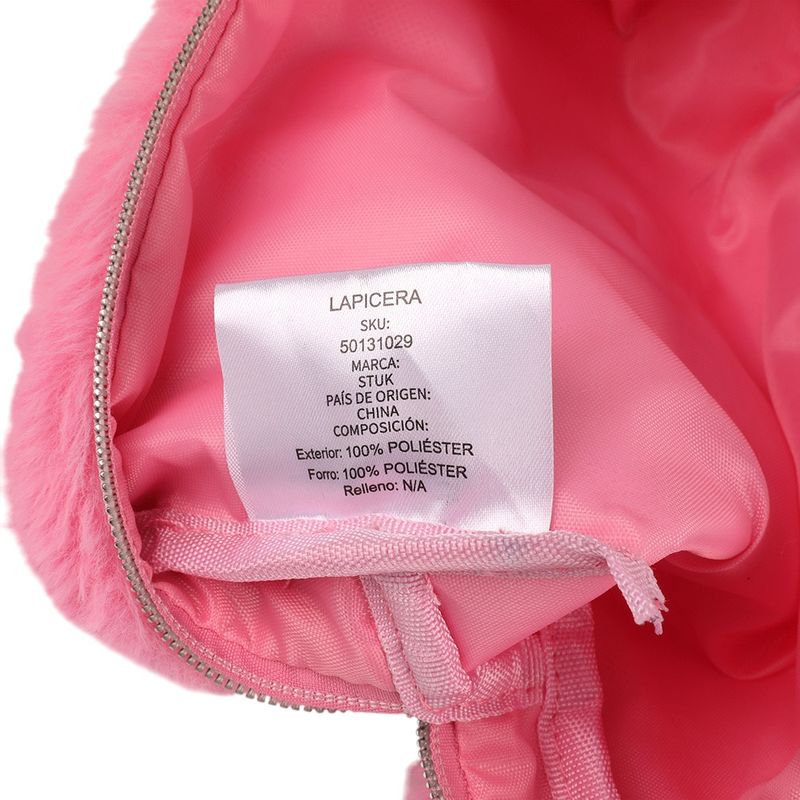 LAPICERA
SKU:
50131029
MARCA:
STUK
PAÍS DE ORIGEN:
CHINA
COMPOSICIÓN:
Exterior: 100% POLIÉSTER
Forro: 100% POLIÉSTER
Relleno: N/A